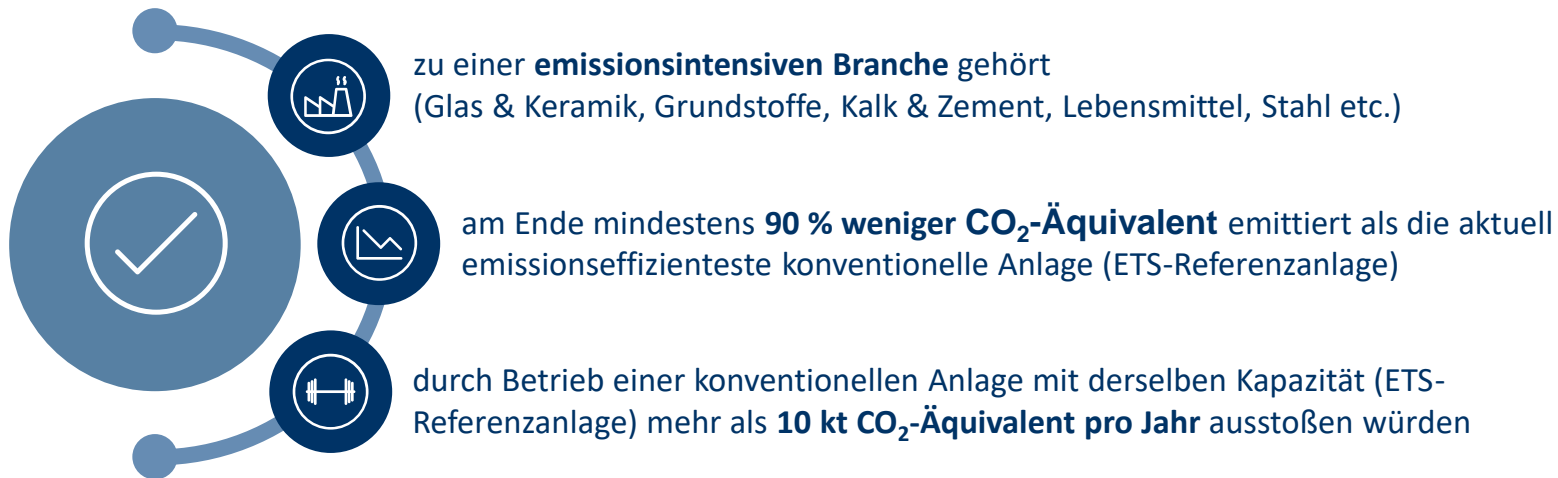 zu einer emissionsintensiven Branche gehört
(Glas & Keramik, Grundstoffe, Kalk & Zement, Lebensmittel, Stahl etc.)
am Ende mindestens 90 % weniger CO₂-Äquivalent emittiert als die aktuell
emissionseffizienteste konventionelle Anlage (ETS-Referenzanlage)
durch Betrieb einer konventionellen Anlage mit derselben Kapazität (ETS-
Referenzanlage) mehr als 10 kt CO₂-Äquivalent pro Jahr ausstoßen würden